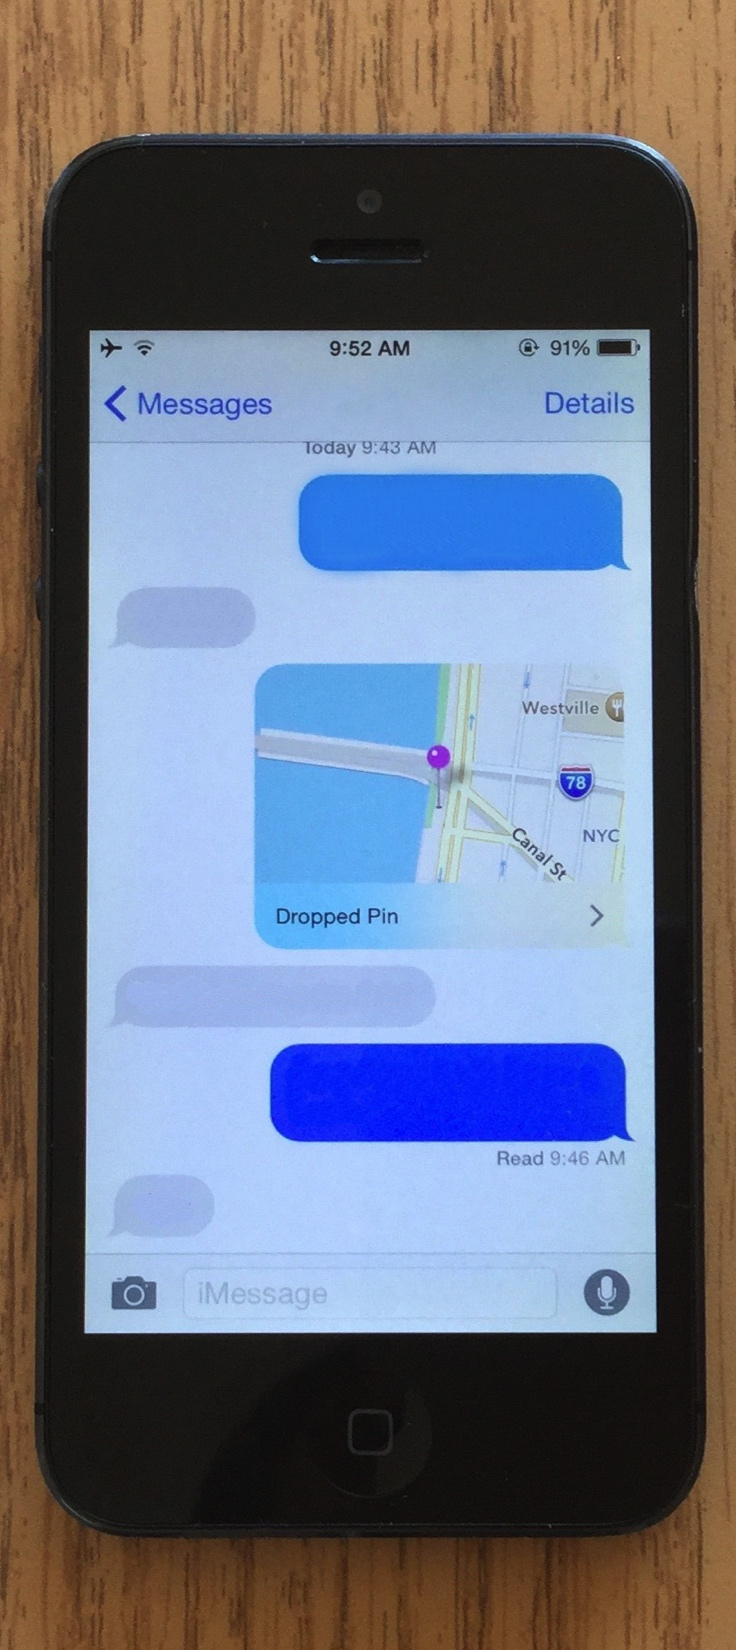 9:52 AM
91%
Messages
Details
Today 9:43 AM
Westville
78
NYC
Canal St
Dropped Pin
Read 9:46 AM
iMessage